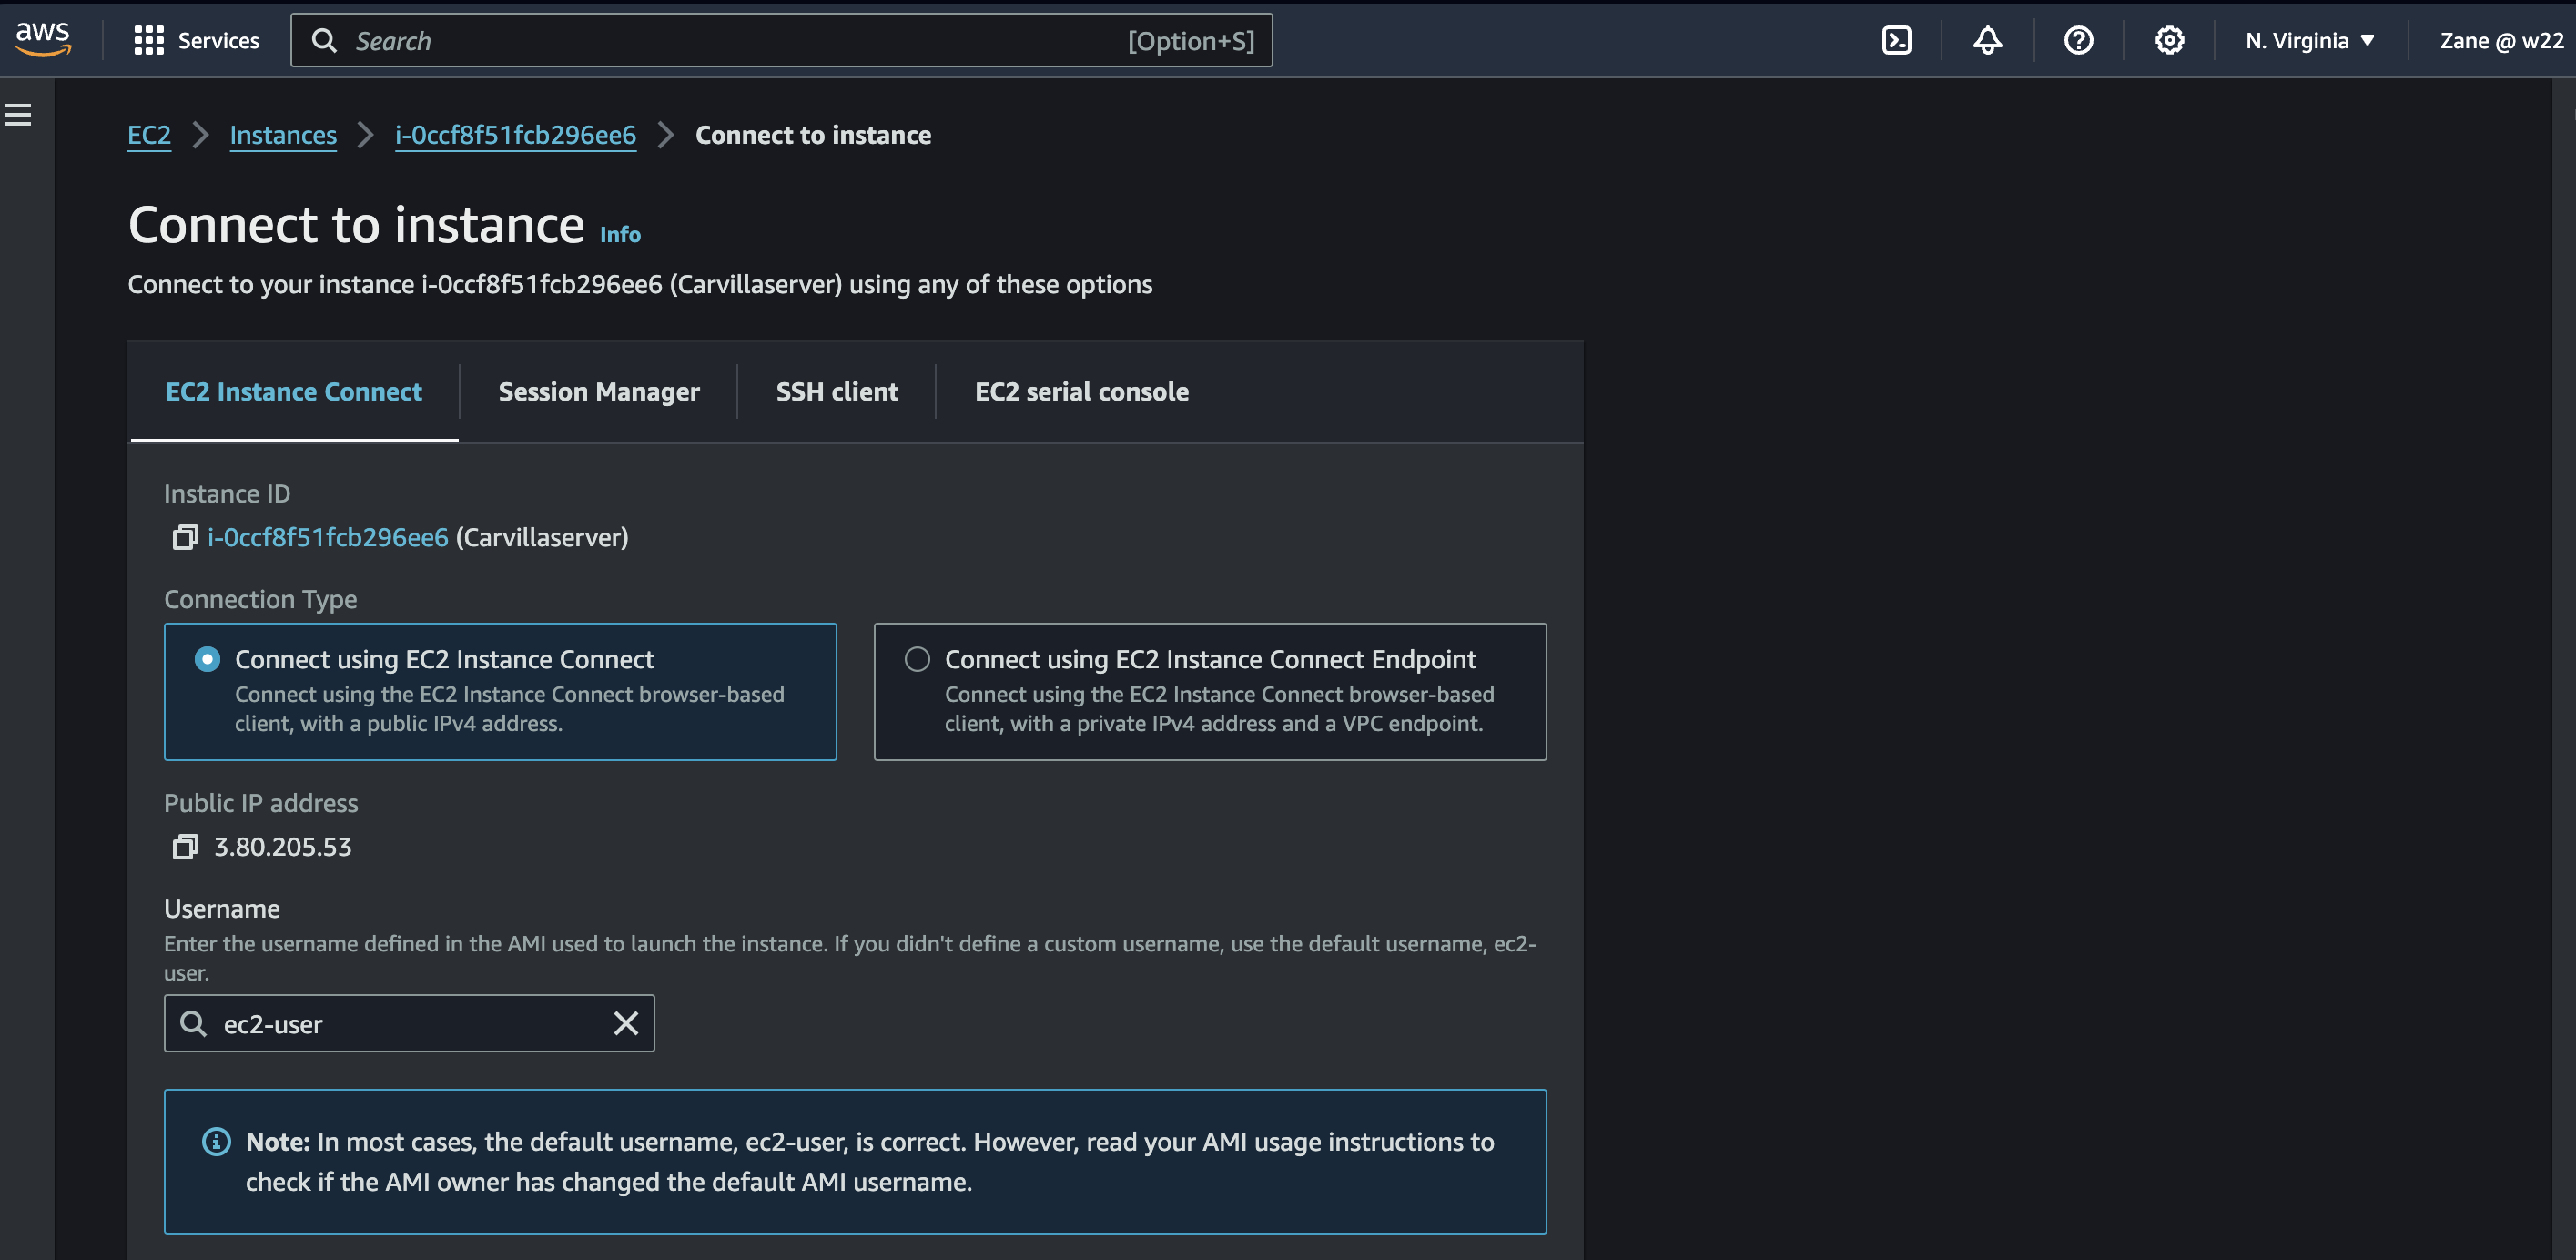 aws Services Search [Option+S] N. Virginia Zane @ w22
EC2 Instances i-0ccf8f51fcb296ee6 Connect to instance
Connect to instance Info
Connect to your instance i-0ccf8f51fcb296ee6 (Carvillaserver) using any of these options
EC2 Instance Connect Session Manager SSH client EC2 serial console
Instance ID
i-0ccf8f51fcb296ee6 (Carvillaserver)
Connection Type
Connect using EC2 Instance Connect
Connect using the EC2 Instance Connect browser-based
client, with a public IPv4 address.
Connect using EC2 Instance Connect Endpoint
Connect using the EC2 Instance Connect browser-based
client, with a private IPv4 address and a VPC endpoint.
Public IP address
3.80.205.53
Username
Enter the username defined in the AMI used to launch the instance. If you didn't define a custom username, use the default username, ec2-
user.
ec2-user
Note: In most cases, the default username, ec2-user, is correct. However, read your AMI usage instructions to
check if the AMI owner has changed the default AMI username.